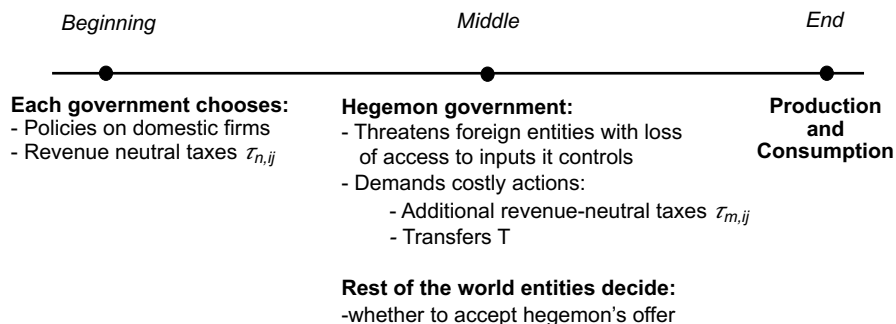 Beginning
Middle
End
Each government chooses:
- Policies on domestic firms
- Revenue neutral taxes τn,ij
Hegemon government:
- Threatens foreign entities with loss
of access to inputs it controls
- Demands costly actions:
- Additional revenue-neutral taxes τm,ij
- Transfers T
Rest of the world entities decide:
-whether to accept hegemon's offer
Production
and
Consumption